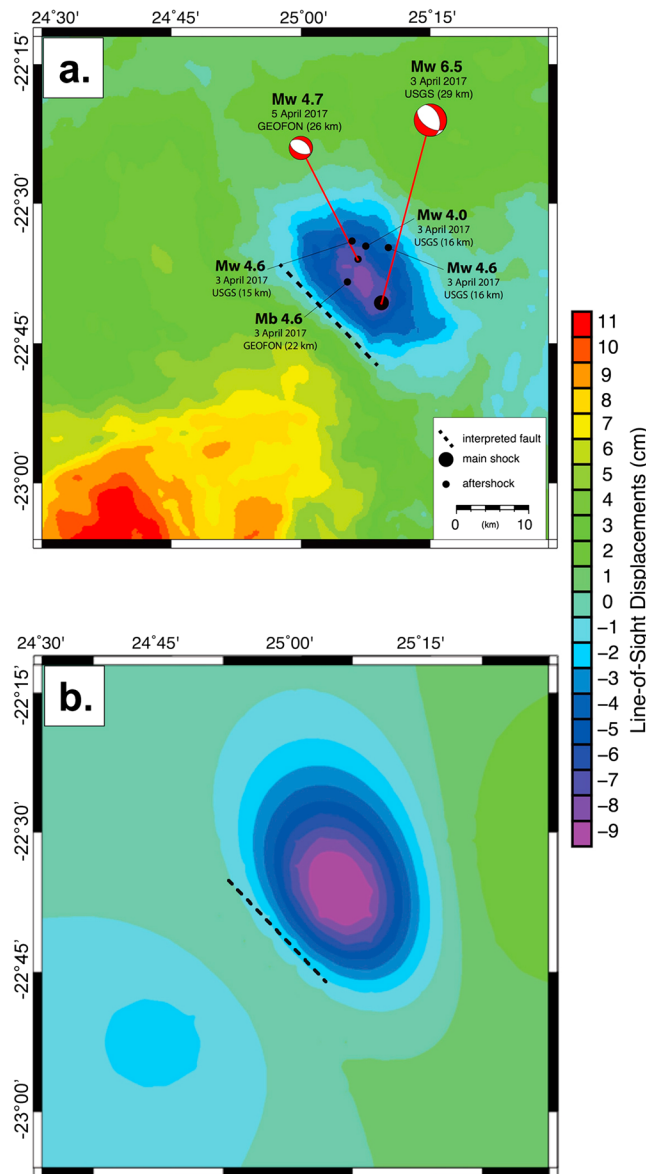 24˚30' 24˚45' 25˚00' 25˚15'
a.
-22˚15'
Mw 6.5
3 April 2017
USGS (29 km)
Mw 4.7
5 April 2017
GEOFON (26 km)
-22˚30'
Mw 4.0
3 April 2017
USGS (16 km)
Mw 4.6
3 April 2017
USGS (15 km)
Mw 4.6
3 April 2017
USGS (16 km)
Mb 4.6
3 April 2017
GEOFON (22 km)
-22˚45'
interpreted fault
main shock
aftershock
0 10
(km)
-23˚00'
11
10
9
8
7
6
5
4
3
2
1
0
−1
−2
−3
−4
−5
−6
−7
−8
−9
Line-of-Sight Displacements (cm)
24˚30' 24˚45' 25˚00' 25˚15'
b.
-22˚15'
-22˚30'
-22˚45'
-23˚00'